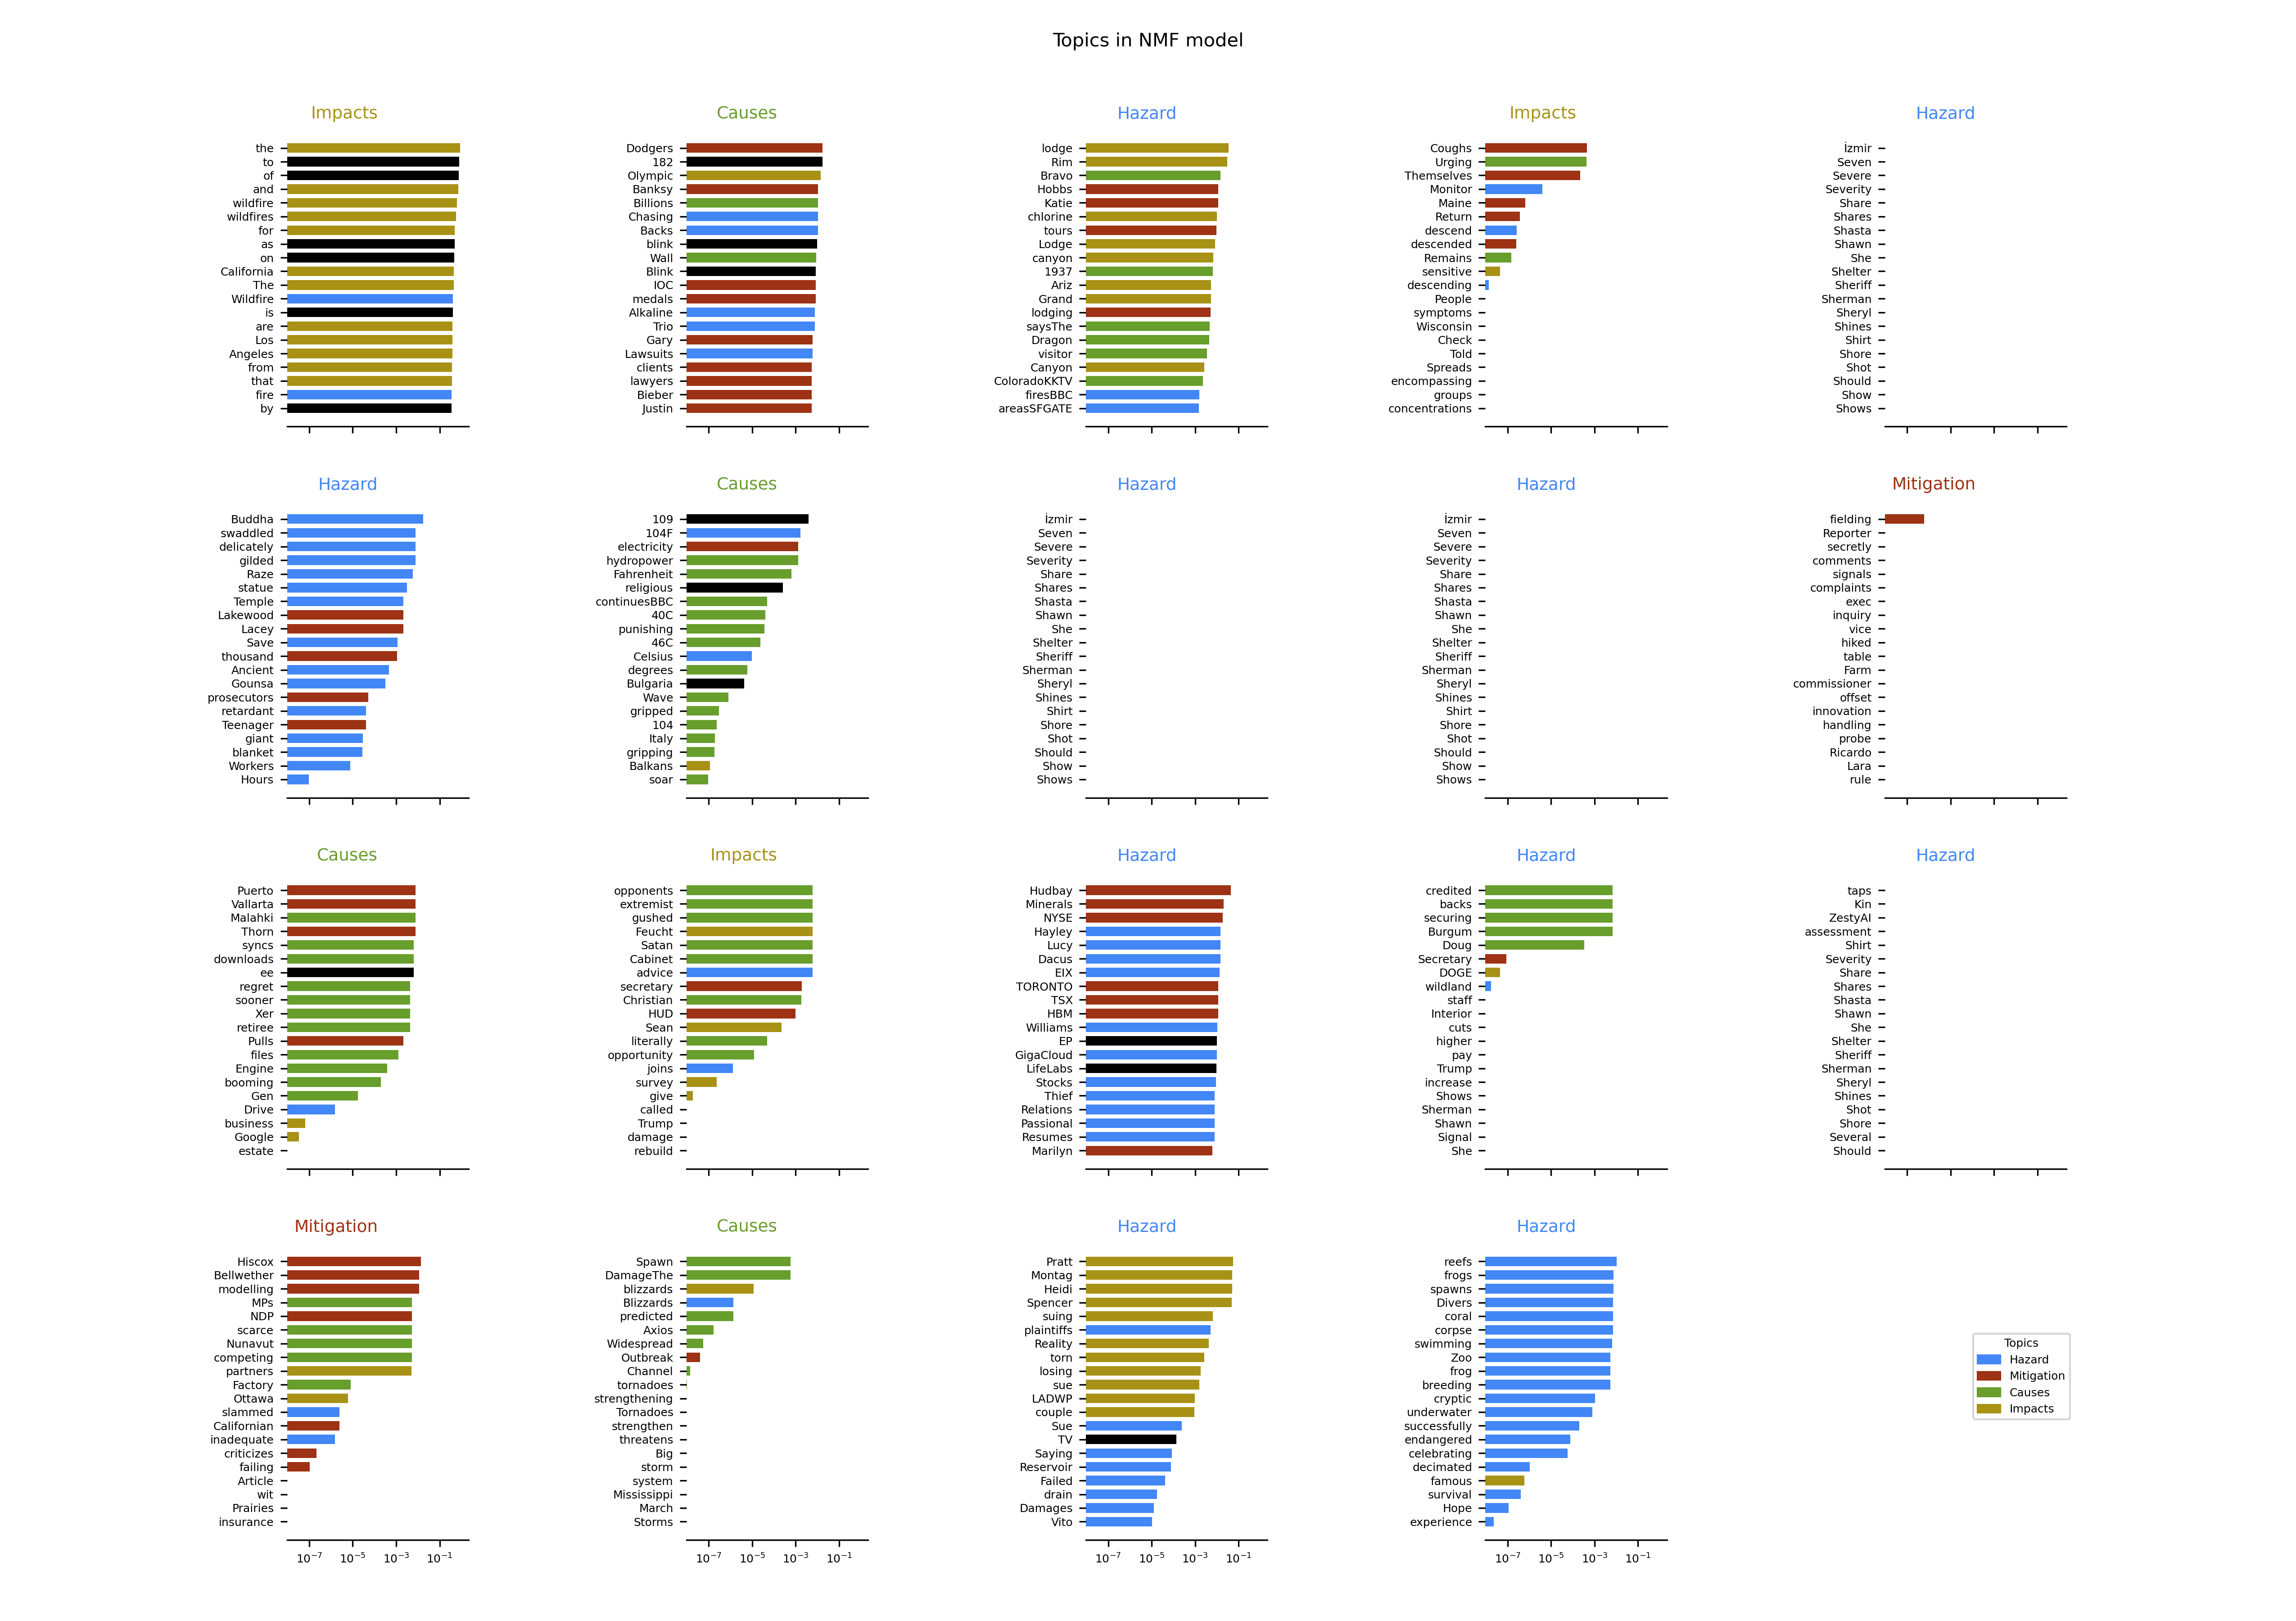 Topics in NMF model
Impacts
the
to
of
and
wildfire
wildfires
for
as
on
California
The
Wildfire
is
are
Los
Angeles
from
that
fire
by
Causes
Dodgers
182
Olympic
Banksy
Billions
Chasing
Backs
blink
Wall
Blink
IOC
medals
Alkaline
Trio
Gary
Lawsuits
clients
lawyers
Bieber
Justin
Hazard
lodge
Rim
Bravo
Hobbs
Katie
chlorine
tours
Lodge
canyon
1937
Ariz
Grand
lodging
saysThe
Dragon
visitor
Canyon
ColoradoKKTV
firesBBC
areasSFGATE
Impacts
Coughs
Urging
Themselves
Monitor
Maine
Return
descend
descended
Remains
sensitive
descending
People
symptoms
Wisconsin
Check
Told
Spreads
encompassing
groups
concentrations
Hazard
İzmir
Seven
Severe
Severity
Share
Shares
Shasta
Shawn
She
Shelter
Sheriff
Sherman
Sheryl
Shines
Shirt
Shore
Shot
Should
Show
Shows
Hazard
Buddha
swaddled
delicately
gilded
Raze
statue
Temple
Lakewood
Lacey
Save
thousand
Ancient
Gounsa
prosecutors
retardant
Teenager
giant
blanket
Workers
Hours
Causes
109
104F
electricity
hydropower
Fahrenheit
religious
continuesBBC
40C
punishing
46C
Celsius
degrees
Bulgaria
Wave
gripped
104
Italy
gripping
Balkans
soar
Hazard
İzmir
Seven
Severe
Severity
Share
Shares
Shasta
Shawn
She
Shelter
Sheriff
Sherman
Sheryl
Shines
Shirt
Shore
Shot
Should
Show
Shows
Hazard
İzmir
Seven
Severe
Severity
Share
Shares
Shasta
Shawn
She
Shelter
Sheriff
Sherman
Sheryl
Shines
Shirt
Shore
Shot
Should
Show
Shows
Mitigation
fielding
Reporter
secretly
comments
signals
complaints
exec
inquiry
vice
hiked
table
Farm
commissioner
offset
innovation
handling
probe
Ricardo
Lara
rule
Causes
Puerto
Vallarta
Malahki
Thorn
syncs
downloads
ee
regret
sooner
Xer
retiree
Pulls
files
Engine
booming
Gen
Drive
business
Google
estate
Impacts
opponents
extremist
gushed
Feucht
Satan
Cabinet
advice
secretary
Christian
HUD
Sean
literally
opportunity
joins
survey
give
called
Trump
damage
rebuild
Hazard
Hudbay
Minerals
NYSE
Hayley
Lucy
Dacus
EIX
TORONTO
TSX
HBM
Williams
EP
GigaCloud
LifeLabs
Stocks
Thief
Relations
Passional
Resumes
Marilyn
Hazard
credited
backs
securing
Burgum
Doug
Secretary
DOGE
wildland
staff
Interior
cuts
higher
pay
Trump
increase
Shows
Sherman
Shawn
Signal
She
Hazard
taps
Kin
ZestyAI
assessment
Shirt
Severity
Share
Shares
Shasta
Shawn
She
Shelter
Sheriff
Sherman
Sheryl
Shines
Shot
Shore
Several
Should
Mitigation
Hiscox
Bellwether
modelling
MPs
NDP
scarce
Nunavut
competing
partners
Factory
Ottawa
slammed
Californian
inadequate
criticizes
failing
Article
wit
Prairies
insurance
10⁻⁷ 10⁻⁵ 10⁻³ 10⁻¹
Causes
Spawn
DamageThe
blizzards
Blizzards
predicted
Axios
Widespread
Outbreak
Channel
tornadoes
strengthening
Tornadoes
strengthen
threatens
Big
storm
system
Mississippi
March
Storms
10⁻⁷ 10⁻⁵ 10⁻³ 10⁻¹
Hazard
Pratt
Montag
Heidi
Spencer
suing
plaintiffs
Reality
torn
losing
sue
LADWP
couple
Sue
TV
Saying
Reservoir
Failed
drain
Damages
Vito
10⁻⁷ 10⁻⁵ 10⁻³ 10⁻¹
Hazard
reefs
frogs
spawns
Divers
coral
corpse
swimming
Zoo
frog
breeding
cryptic
underwater
successfully
endangered
celebrating
decimated
famous
survival
Hope
experience
10⁻⁷ 10⁻⁵ 10⁻³ 10⁻¹
Topics
Hazard
Mitigation
Causes
Impacts